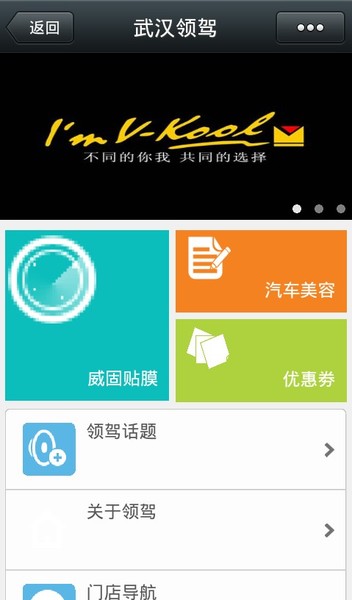 返回
武汉领驾
I'm V-Kool
不同的你我 共同的选择
威固贴膜
汽车美容
优惠券
领驾话题
关于领驾
门店导航